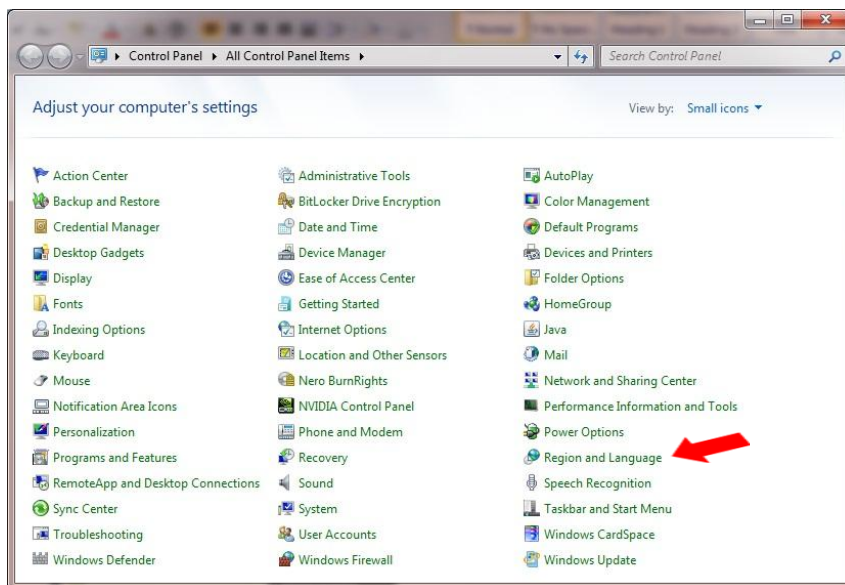 Control Panel All Control Panel Items Search Control Panel
Adjust your computer's settings View by: Small icons
Action Center Administrative Tools AutoPlay
Backup and Restore BitLocker Drive Encryption Color Management
Credential Manager Date and Time Default Programs
Desktop Gadgets Device Manager Devices and Printers
Display Ease of Access Center Folder Options
Fonts Getting Started HomeGroup
Indexing Options Internet Options Java
Keyboard Location and Other Sensors Mail
Mouse Nero BurnRights Network and Sharing Center
Notification Area Icons NVIDIA Control Panel Performance Information and Tools
Personalization Phone and Modem Power Options
Programs and Features Recovery Region and Language
RemoteApp and Desktop Connections Sound Speech Recognition
Sync Center System Taskbar and Start Menu
Troubleshooting User Accounts Windows CardSpace
Windows Defender Windows Firewall Windows Update